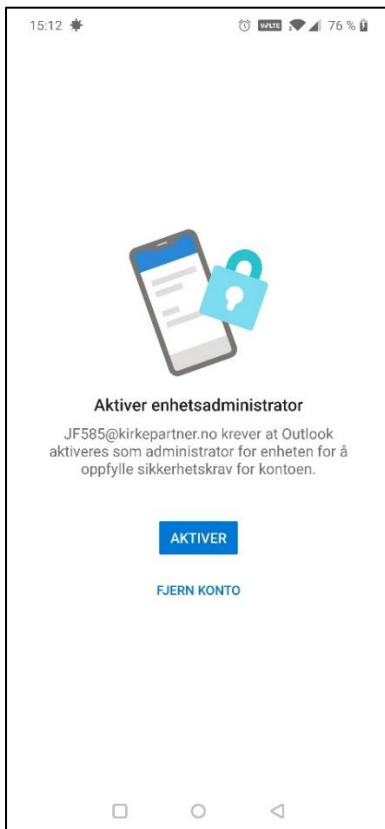 15:12 76 %
Aktiver enhetsadministrator
JF585@kirkepartner.no krever at Outlook
aktiveres som administrator for enheten for å
oppfylle sikkerhetskrav for kontoen.
AKTIVER
FJERN KONTO